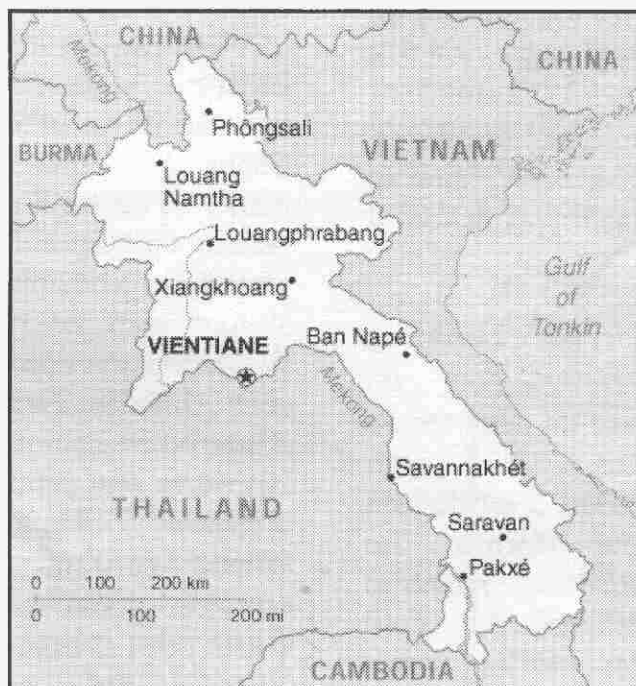 CHINA
CHINA
Mekong
Phôngsali
BURMA
VIETNAM
Louang
Namtha
Louangphrabang
Gulf
of
Tonkin
Xiangkhoang
Ban Napé
VIENTIANE
Mekong
Savannakhét
THAILAND
Saravan
Pakxé
0 100 200 km
0 100 200 mi
CAMBODIA